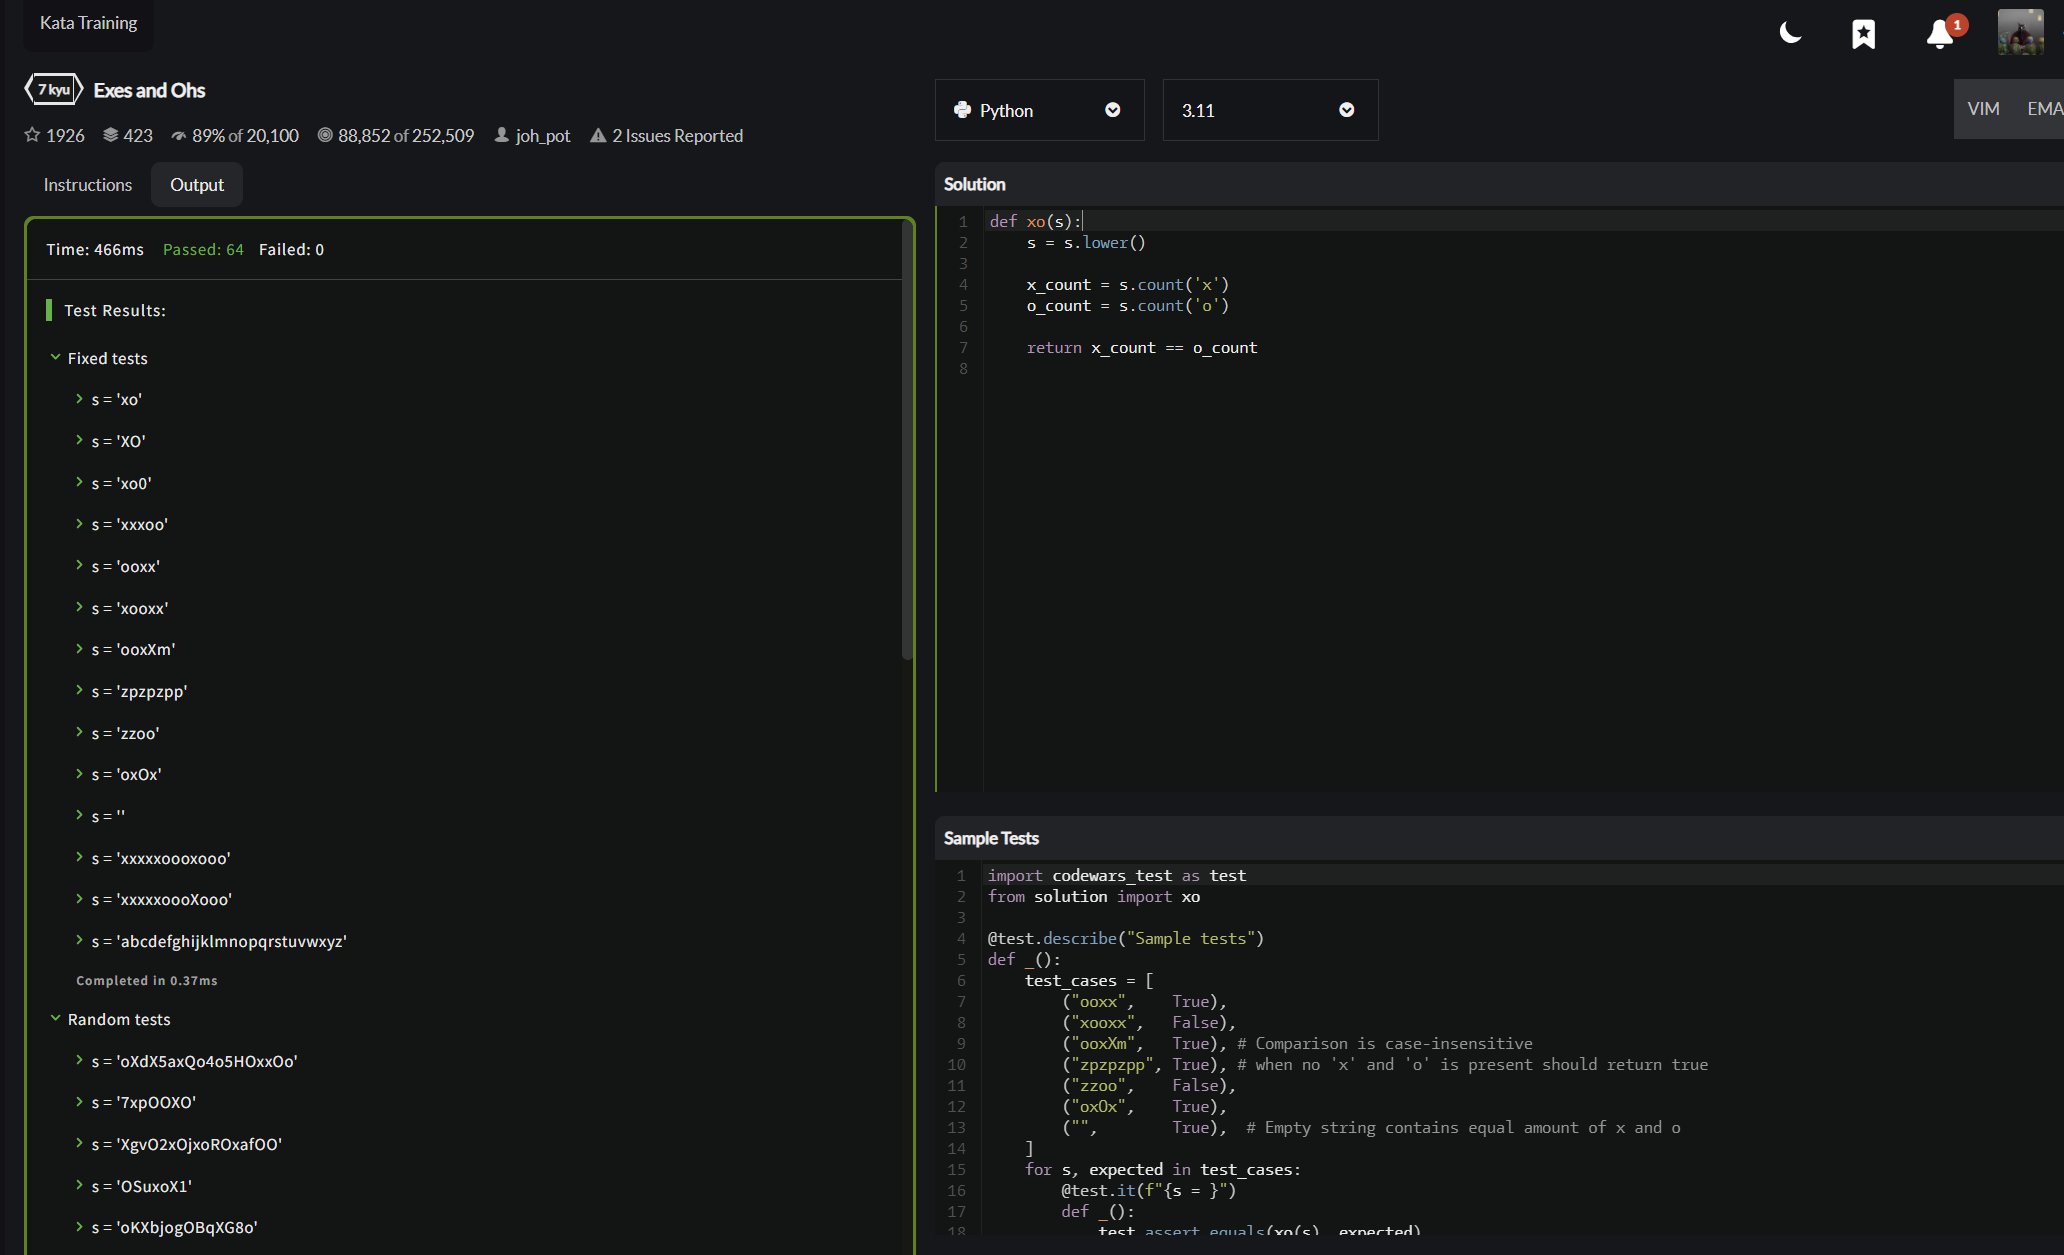 Kata Training
1
7 kyu Exes and Ohs
1926 423 89% of 20,100 88,852 of 252,509 joh_pot 2 Issues Reported
Instructions Output
Time: 466ms Passed: 64 Failed: 0
Test Results:
Fixed tests
s = 'xo'
s = 'XO'
s = 'xo0'
s = 'xxxoo'
s = 'ooxx'
s = 'xooxx'
s = 'ooxXm'
s = 'zpzpzpp'
s = 'zzoo'
s = 'oxOx'
s = ''
s = 'xxxxxoooxooo'
s = 'xxxxxoooXooo'
s = 'abcdefghijklmnopqrstuvwxyz'
Completed in 0.37ms
Random tests
s = 'oXdX5axQo4o5HOxxOo'
s = '7xpOOXO'
s = 'XgvO2xOjxoROxafOO'
s = 'OSuxoX1'
s = 'oKXbjogOBqXG8o'
Python 3.11 VIM EMA
Solution
1 def xo(s):
2 s = s.lower()
3
4 x_count = s.count('x')
5 o_count = s.count('o')
6
7 return x_count == o_count
8
Sample Tests
1 import codewars_test as test
2 from solution import xo
3
4 @test.describe("Sample tests")
5 def _():
6 test_cases = [
7 ("ooxx", True),
8 ("xooxx", False),
9 ("ooxXm", True), # Comparison is case-insensitive
10 ("zpzpzpp", True), # when no 'x' and 'o' is present should return true
11 ("zzoo", False),
12 ("oxOx", True),
13 ("", True), # Empty string contains equal amount of x and o
14 ]
15 for s, expected in test_cases:
16 @test.it(f"{s = }")
17 def _():
18 test.assert_equals(xo(s), expected)